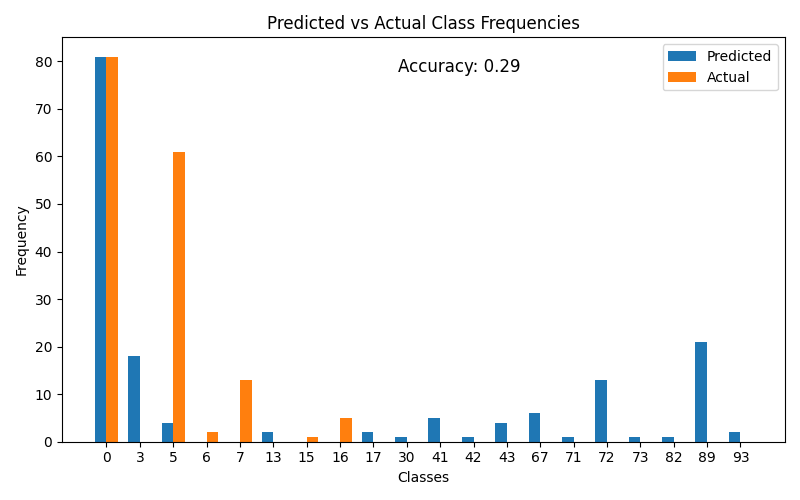 Predicted vs Actual Class Frequencies
Accuracy: 0.29
Predicted
Actual
Frequency
80
70
60
50
40
30
20
10
0
0 3 5 6 7 13 15 16 17 30 41 42 43 67 71 72 73 82 89 93
Classes